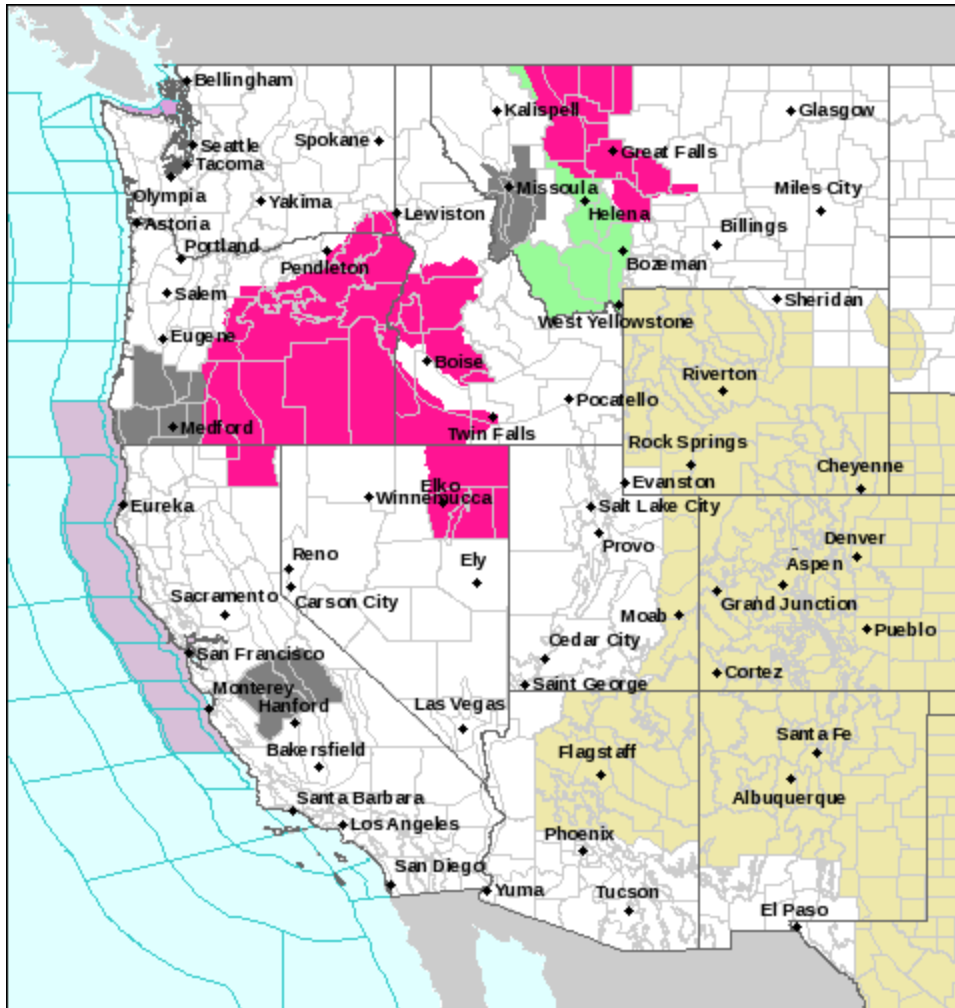 Bellingham
Kalispell
Glasgow
Spokane
Seattle
Great Falls
Tacoma
Missoula
Miles City
Olympia
Yakima
Lewiston
Helena
Astoria
Billings
Portland
Pendleton
Bozeman
Salem
Sheridan
West Yellowstone
Eugene
Boise
Riverton
Pocatello
Medford
Twin Falls
Rock Springs
Cheyenne
Elko
Evanston
Winnemucca
Eureka
Salt Lake City
Denver
Provo
Reno
Ely
Aspen
Sacramento
Carson City
Grand Junction
Moab
Pueblo
Cedar City
San Francisco
Cortez
Monterey
Saint George
Hanford
Las Vegas
Santa Fe
Bakersfield
Flagstaff
Albuquerque
Santa Barbara
Los Angeles
Phoenix
San Diego
Yuma
Tucson
El Paso